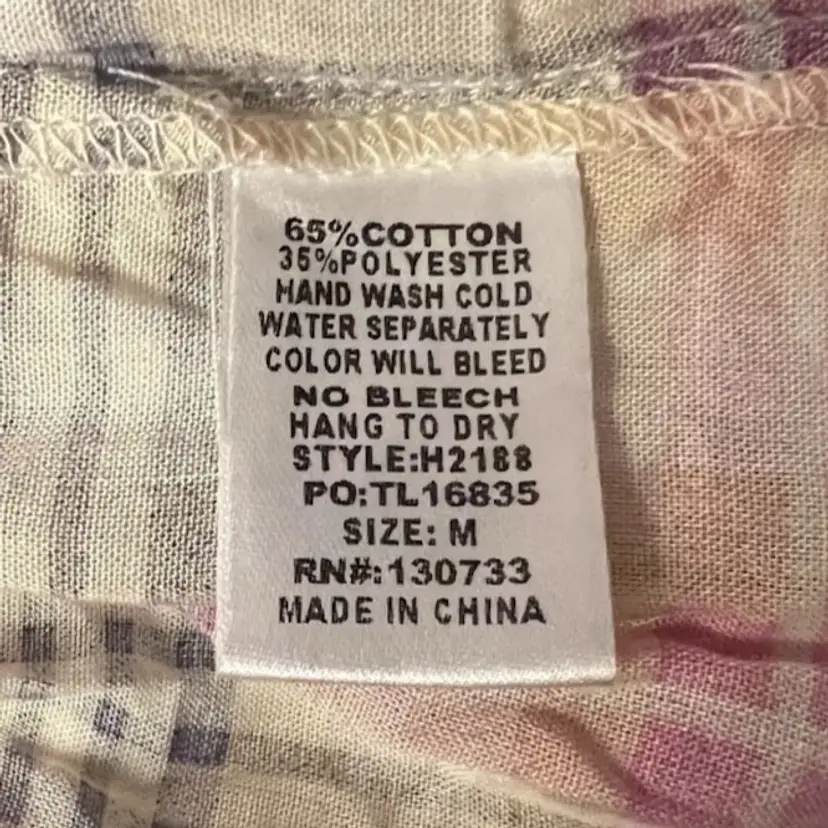 65%COTTON
35%POLYESTER
HAND WASH COLD
WATER SEPARATELY
COLOR WILL BLEED
NO BLEECH
HANG TO DRY
STYLE:H2188
PO:TL16835
SIZE: M
RN#:130733
MADE IN CHINA